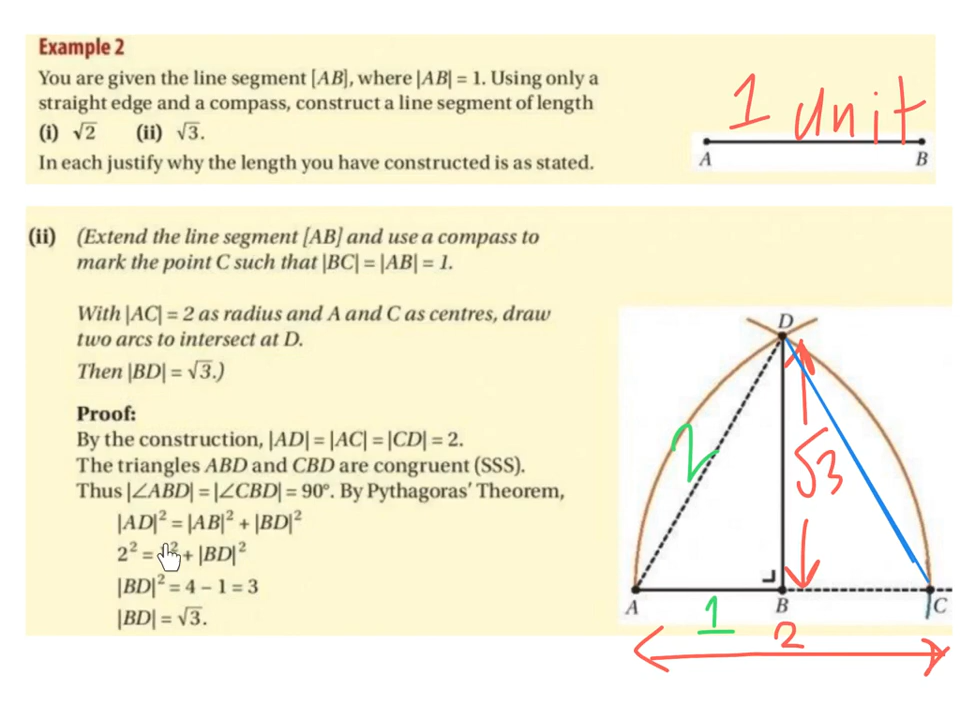 Example 2
You are given the line segment [AB], where |AB| = 1. Using only a
straight edge and a compass, construct a line segment of length
(i) √2 (ii) √3.
In each justify why the length you have constructed is as stated.
1 unit
A B
(ii) (Extend the line segment [AB] and use a compass to
mark the point C such that |BC| = |AB| = 1.
With |AC| = 2 as radius and A and C as centres, draw
two arcs to intersect at D.
Then |BD| = √3.)
Proof:
By the construction, |AD| = |AC| = |CD| = 2.
The triangles ABD and CBD are congruent (SSS).
Thus |∠ABD| = |∠CBD| = 90°. By Pythagoras' Theorem,
|AD|² = |AB|² + |BD|²
2² = ² + |BD|²
|BD|² = 4 – 1 = 3
|BD| = √3.
D
2
√3
A B C
1
2